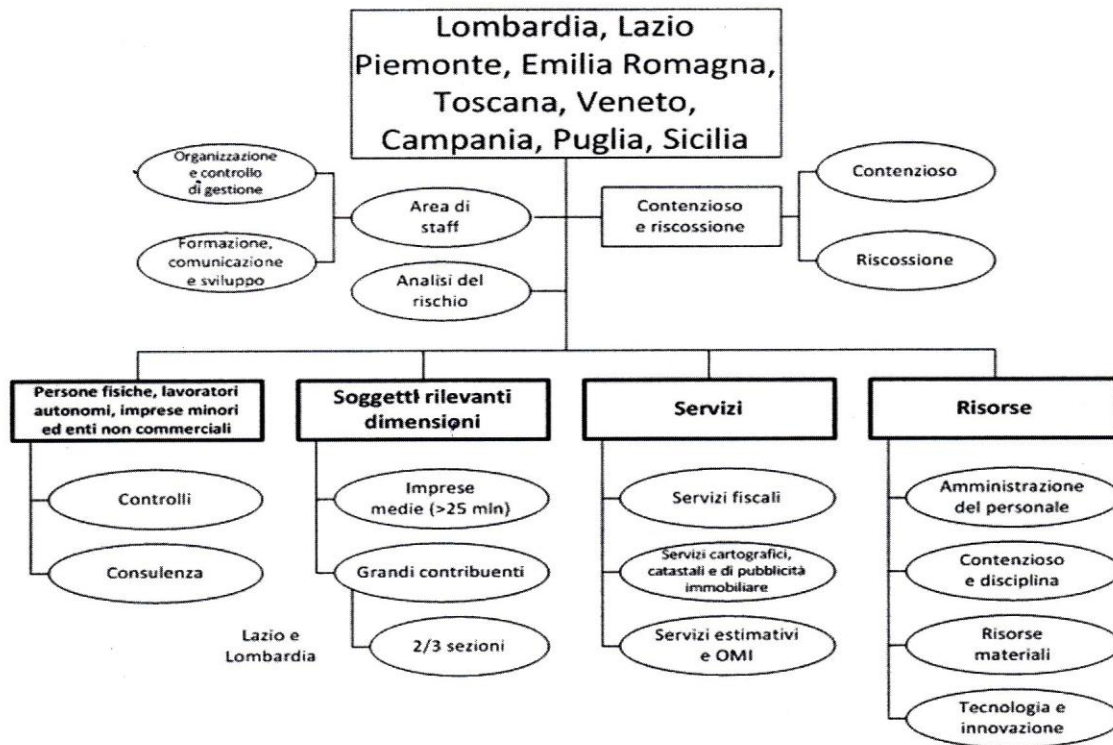 Lombardia, Lazio
Piemonte, Emilia Romagna,
Toscana, Veneto,
Campania, Puglia, Sicilia
Organizzazione
e controllo
di gestione
Formazione,
comunicazione
e sviluppo
Area di
staff
Analisi del
rischio
Contenzioso
e riscossione
Contenzioso
Riscossione
Persone fisiche, lavoratori
autonomi, imprese minori
ed enti non commerciali
Controlli
Consulenza
Soggetti rilevanti
dimensioni
Imprese
medie (>25 mln)
Grandi contribuenti
Lazio e
Lombardia
2/3 sezioni
Servizi
Servizi fiscali
Servizi cartografici,
catastali e di pubblicità
immobiliare
Servizi estimativi
e OMI
Risorse
Amministrazione
del personale
Contenzioso
e disciplina
Risorse
materiali
Tecnologia e
innovazione